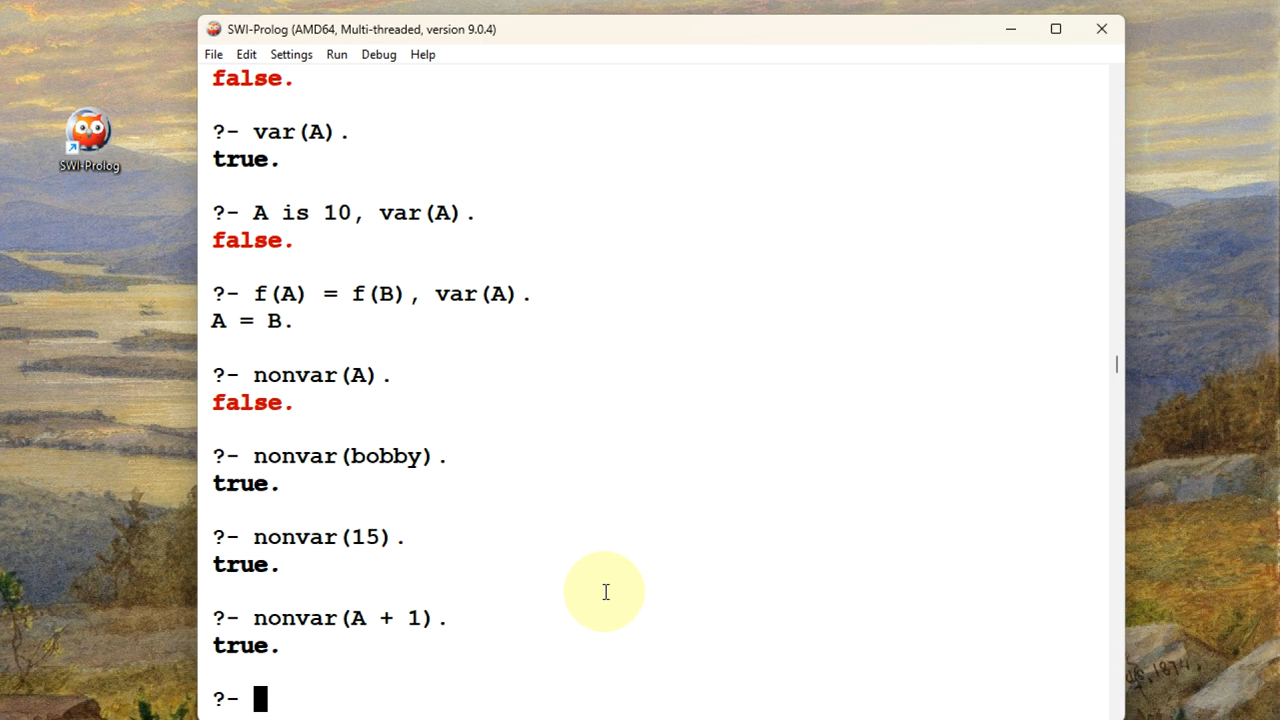 SWI-Prolog (AMD64, Multi-threaded, version 9.0.4)
File Edit Settings Run Debug Help
false.
?- var(A).
true.
?- A is 10, var(A).
false.
?- f(A) = f(B), var(A).
A = B.
?- nonvar(A).
false.
?- nonvar(bobby).
true.
?- nonvar(15).
true.
?- nonvar(A + 1).
true.
?-
SWI-Prolog